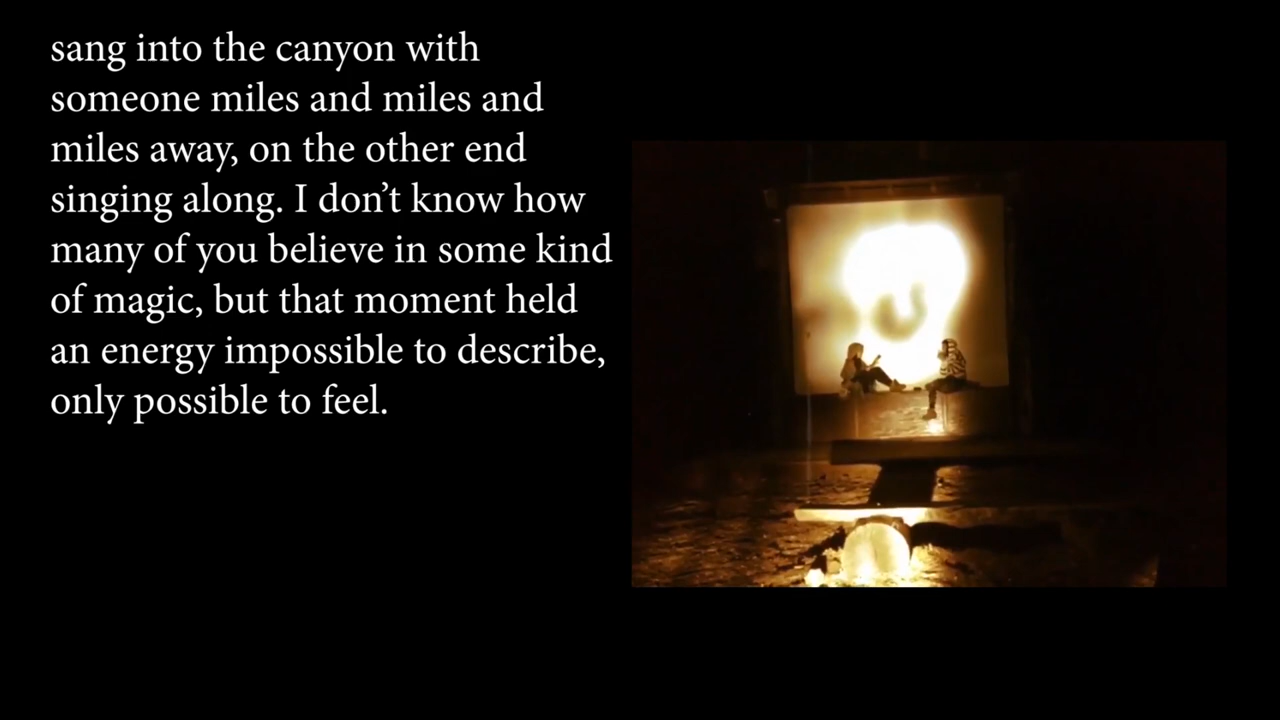 sang into the canyon with
someone miles and miles and
miles away, on the other end
singing along. I don’t know how
many of you believe in some kind
of magic, but that moment held
an energy impossible to describe,
only possible to feel.